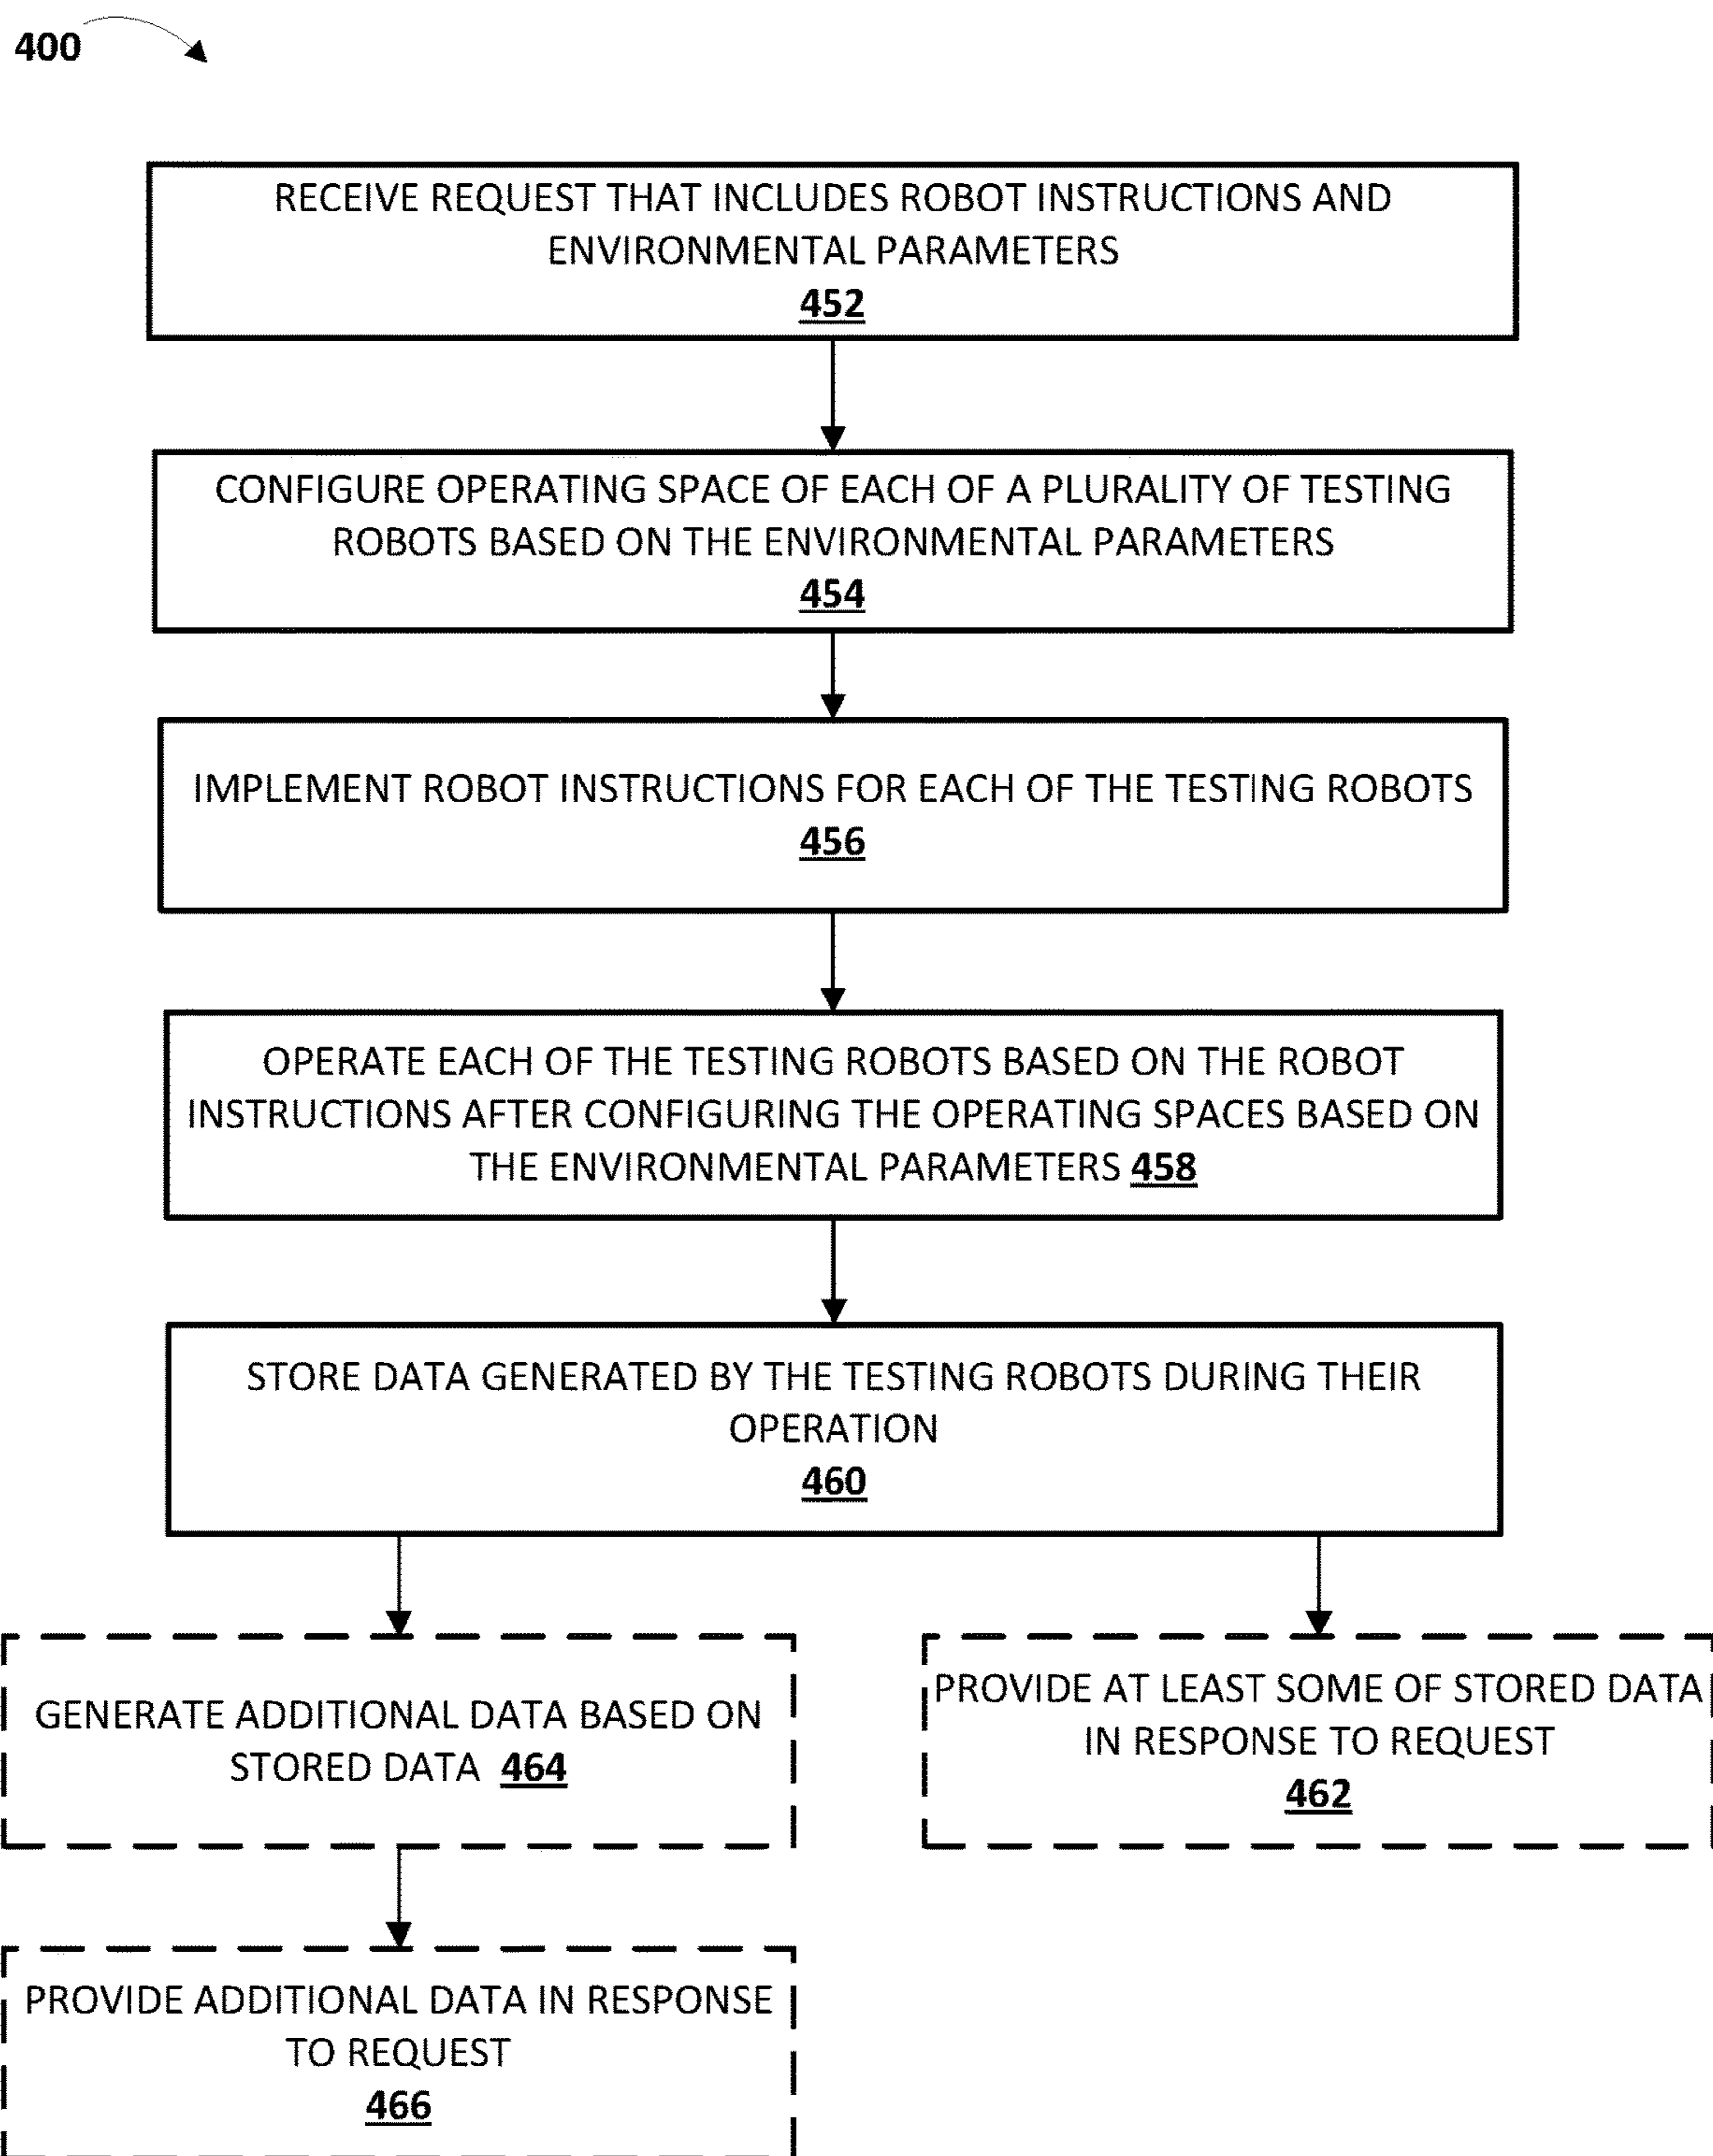 400
RECEIVE REQUEST THAT INCLUDES ROBOT INSTRUCTIONS AND
ENVIRONMENTAL PARAMETERS
452
CONFIGURE OPERATING SPACE OF EACH OF A PLURALITY OF TESTING
ROBOTS BASED ON THE ENVIRONMENTAL PARAMETERS
454
IMPLEMENT ROBOT INSTRUCTIONS FOR EACH OF THE TESTING ROBOTS
456
OPERATE EACH OF THE TESTING ROBOTS BASED ON THE ROBOT
INSTRUCTIONS AFTER CONFIGURING THE OPERATING SPACES BASED ON
THE ENVIRONMENTAL PARAMETERS 458
STORE DATA GENERATED BY THE TESTING ROBOTS DURING THEIR
OPERATION
460
GENERATE ADDITIONAL DATA BASED ON
STORED DATA 464
PROVIDE AT LEAST SOME OF STORED DATA
IN RESPONSE TO REQUEST
462
PROVIDE ADDITIONAL DATA IN RESPONSE
TO REQUEST
466